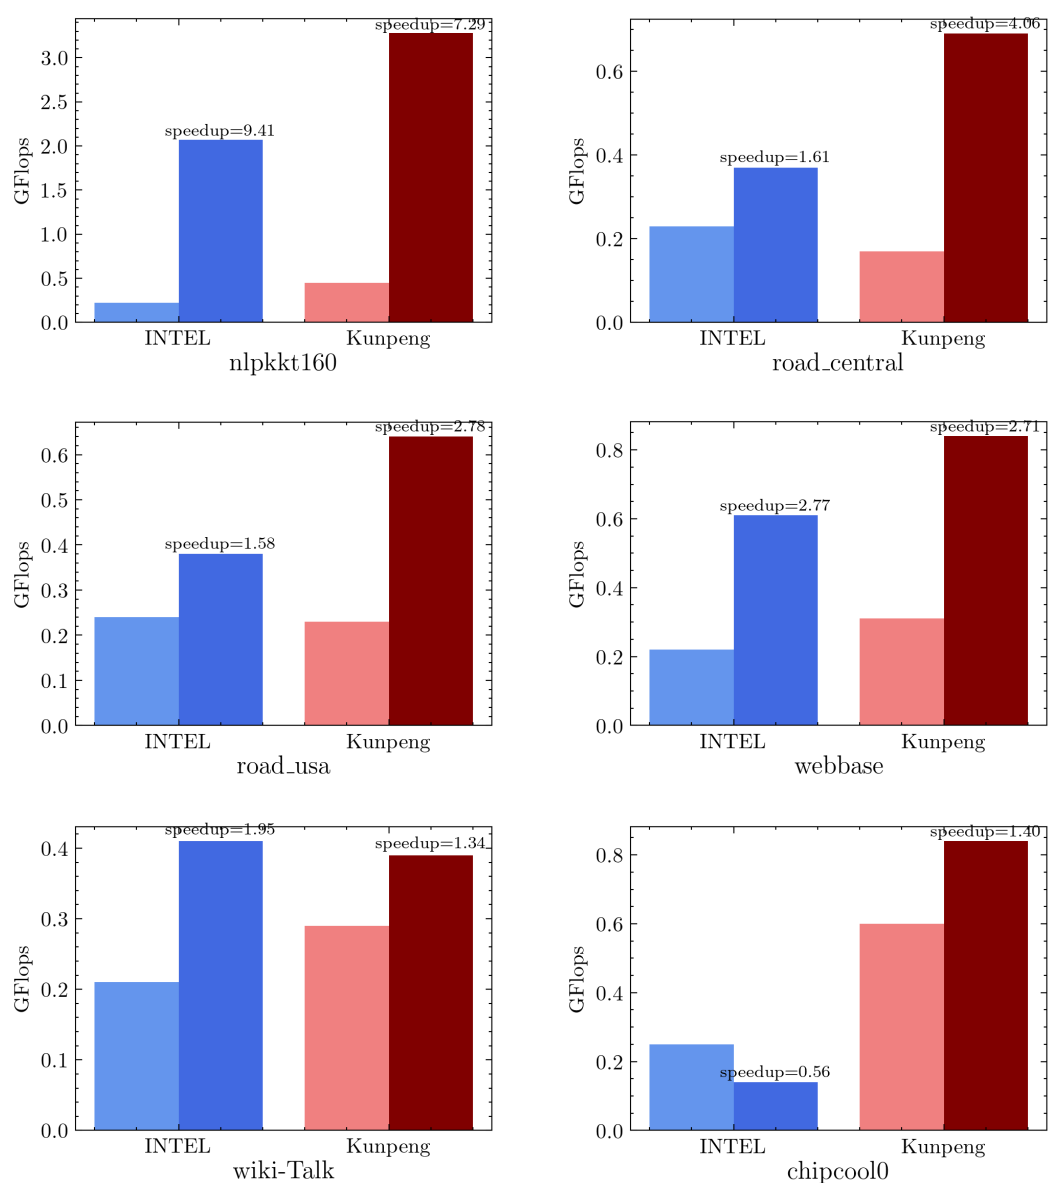 speedup=7.29
3.0
2.5
speedup=9.41
2.0
GFlops
1.5
1.0
0.5
0.0
INTEL Kunpeng
nlpkkt160
speedup=4.06
0.6
speedup=1.61
0.4
GFlops
0.2
0.0
INTEL Kunpeng
road_central
speedup=2.78
0.6
0.5
speedup=1.58
0.4
GFlops
0.3
0.2
0.1
0.0
INTEL Kunpeng
road_usa
speedup=2.71
0.8
speedup=2.77
0.6
GFlops
0.4
0.2
0.0
INTEL Kunpeng
webbase
speedup=1.95
speedup=1.34
0.4
0.3
GFlops
0.2
0.1
0.0
INTEL Kunpeng
wiki-Talk
speedup=1.40
0.8
0.6
GFlops
0.4
0.2
speedup=0.56
0.0
INTEL Kunpeng
chipcool0